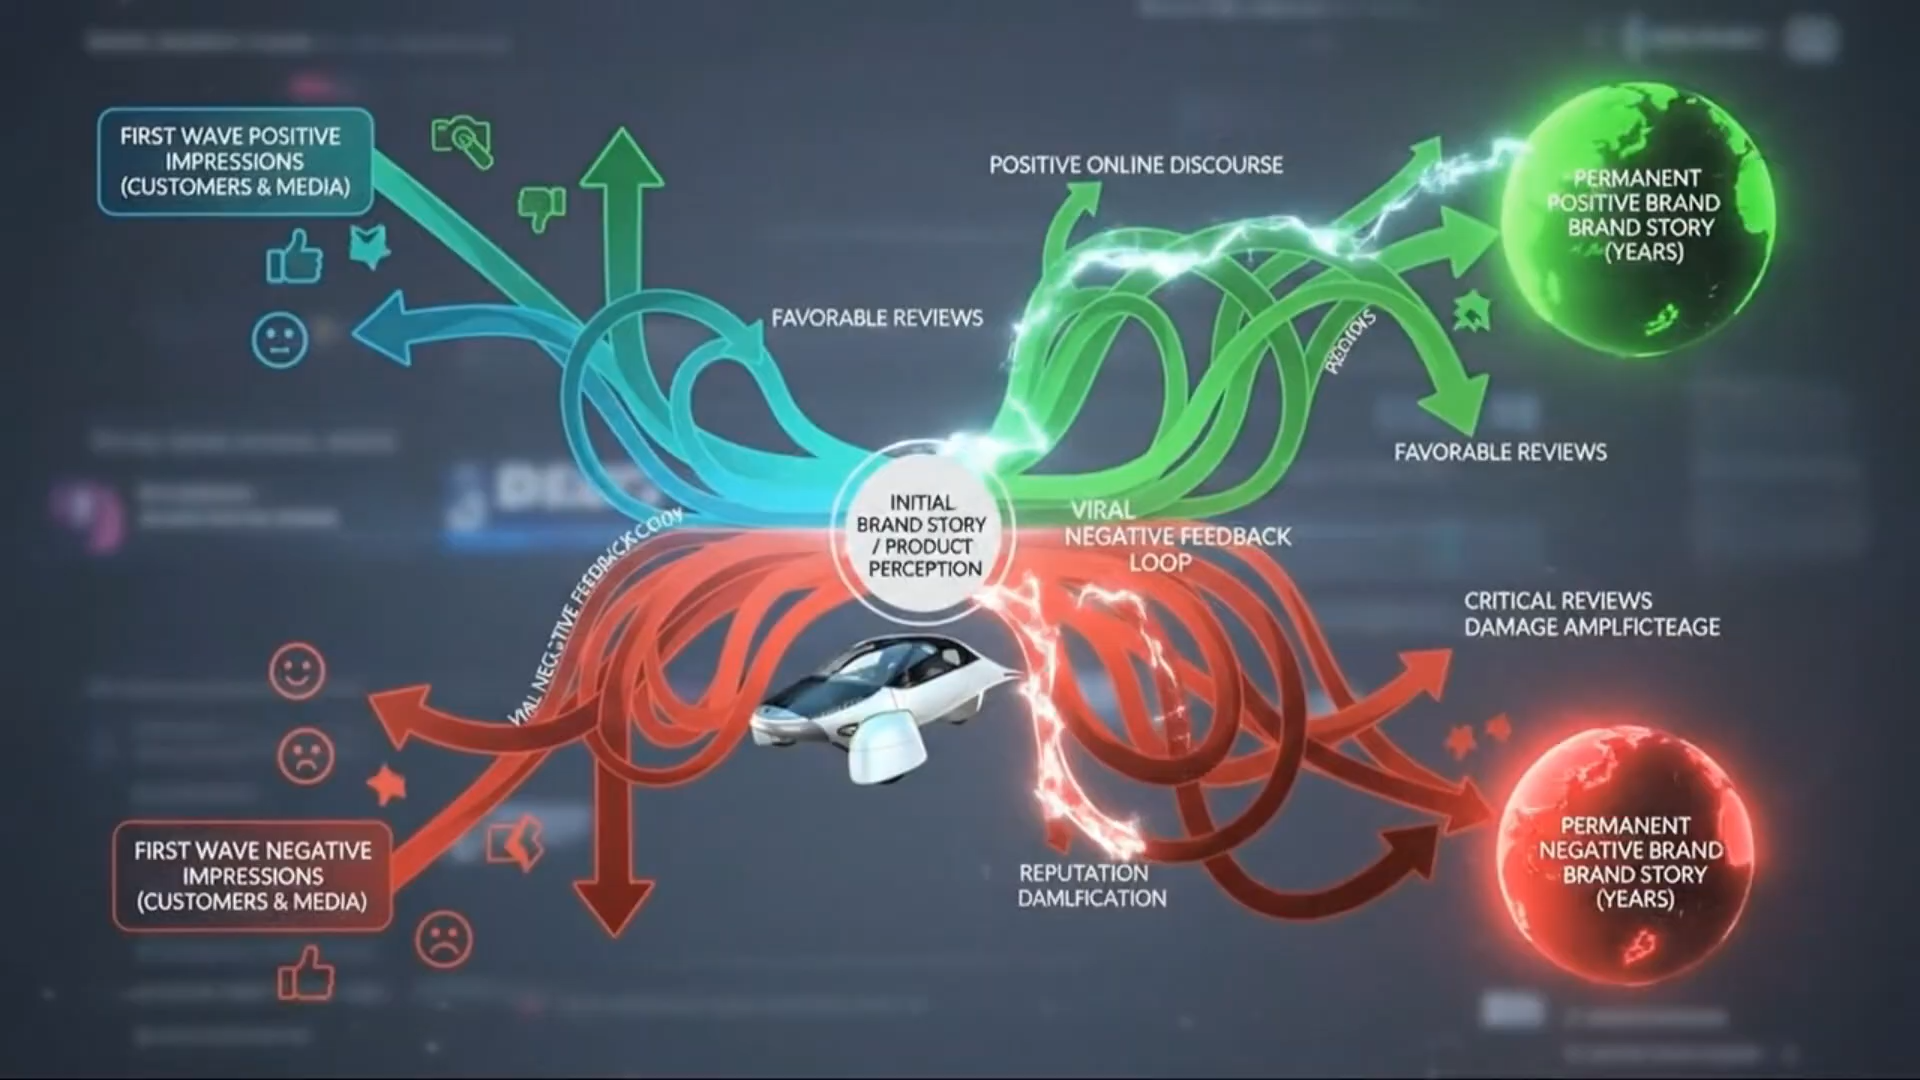 FIRST WAVE POSITIVE
IMPRESSIONS
(CUSTOMERS & MEDIA)
POSITIVE ONLINE DISCOURSE
PERMANENT
POSITIVE BRAND
BRAND STORY
(YEARS)
FAVORABLE REVIEWS
FAVORABLE REVIEWS
INITIAL
BRAND STORY
/ PRODUCT
PERCEPTION
VIRAL
NEGATIVE FEEDBACK
LOOP
CRITICAL REVIEWS
DAMAGE AMPLFICTEAGE
FIRST WAVE NEGATIVE
IMPRESSIONS
(CUSTOMERS & MEDIA)
REPUTATION
DAMLFICATION
PERMANENT
NEGATIVE BRAND
BRAND STORY
(YEARS)